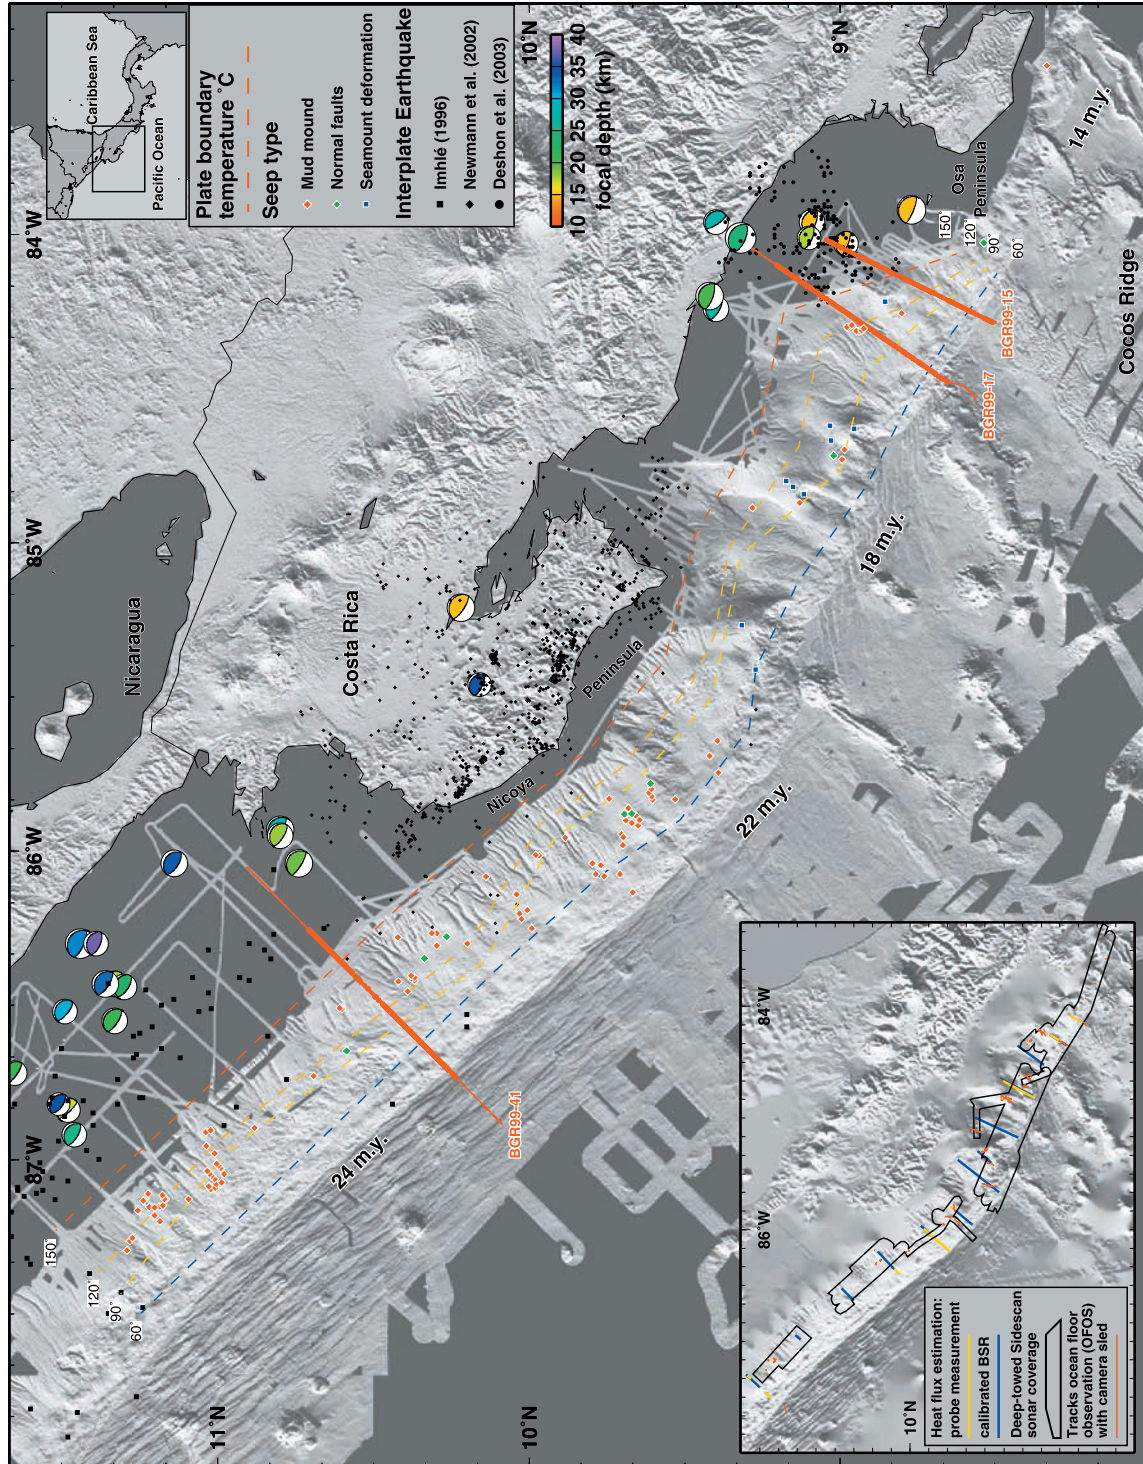 Caribbean Sea
Pacific Ocean
Plate boundary
temperature ˚C
Seep type
Mud mound
Normal faults
Seamount deformation
Interplate Earthquake
Imhlé (1996)
Newmann et al. (2002)
Deshon et al. (2003)
10 15 20 25 30 35 40
focal depth (km)
10˚N
9˚N
84˚W
85˚W
86˚W
87˚W
11˚N
10˚N
Nicaragua
Costa Rica
Nicoya
Peninsula
Osa
Peninsula
Cocos Ridge
14 m.y.
18 m.y.
22 m.y.
24 m.y.
BGR99-15
BGR99-17
BGR99-41
150˚
120˚
90˚
60˚
150˚
120˚
90˚
60˚
84˚W
86˚W
10˚N
Heat flux estimation:
probe measurement
calibrated BSR
Deep-towed Sidescan
sonar coverage
Tracks ocean floor
observation (OFOS)
with camera sled